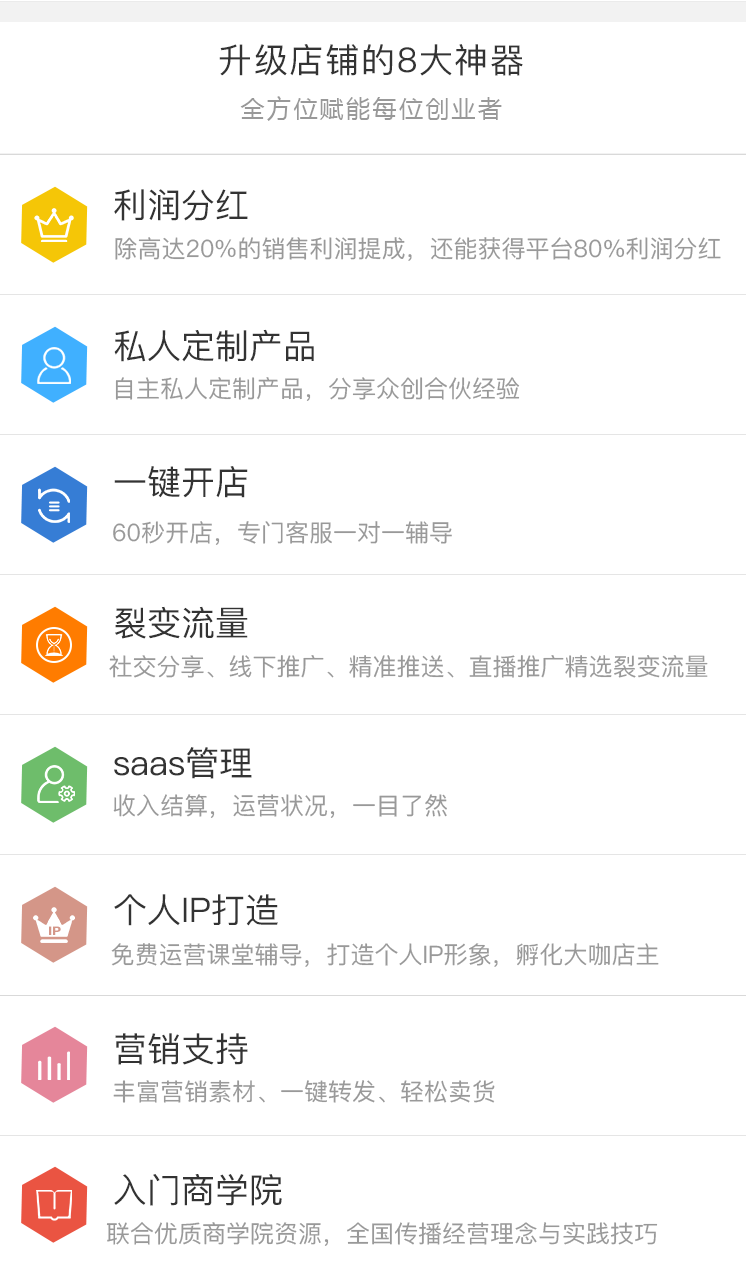 升级店铺的8大神器
全方位赋能每位创业者
利润分红
除高达20%的销售利润提成，还能获得平台80%利润分红
私人定制产品
自主私人定制产品，分享众创合伙经验
一键开店
60秒开店，专门客服一对一辅导
裂变流量
社交分享、线下推广、精准推送、直播推广精选裂变流量
saas管理
收入结算，运营状况，一目了然
个人IP打造
IP
免费运营课堂辅导，打造个人IP形象，孵化大咖店主
营销支持
丰富营销素材、一键转发、轻松卖货
入门商学院
联合优质商学院资源，全国传播经营理念与实践技巧